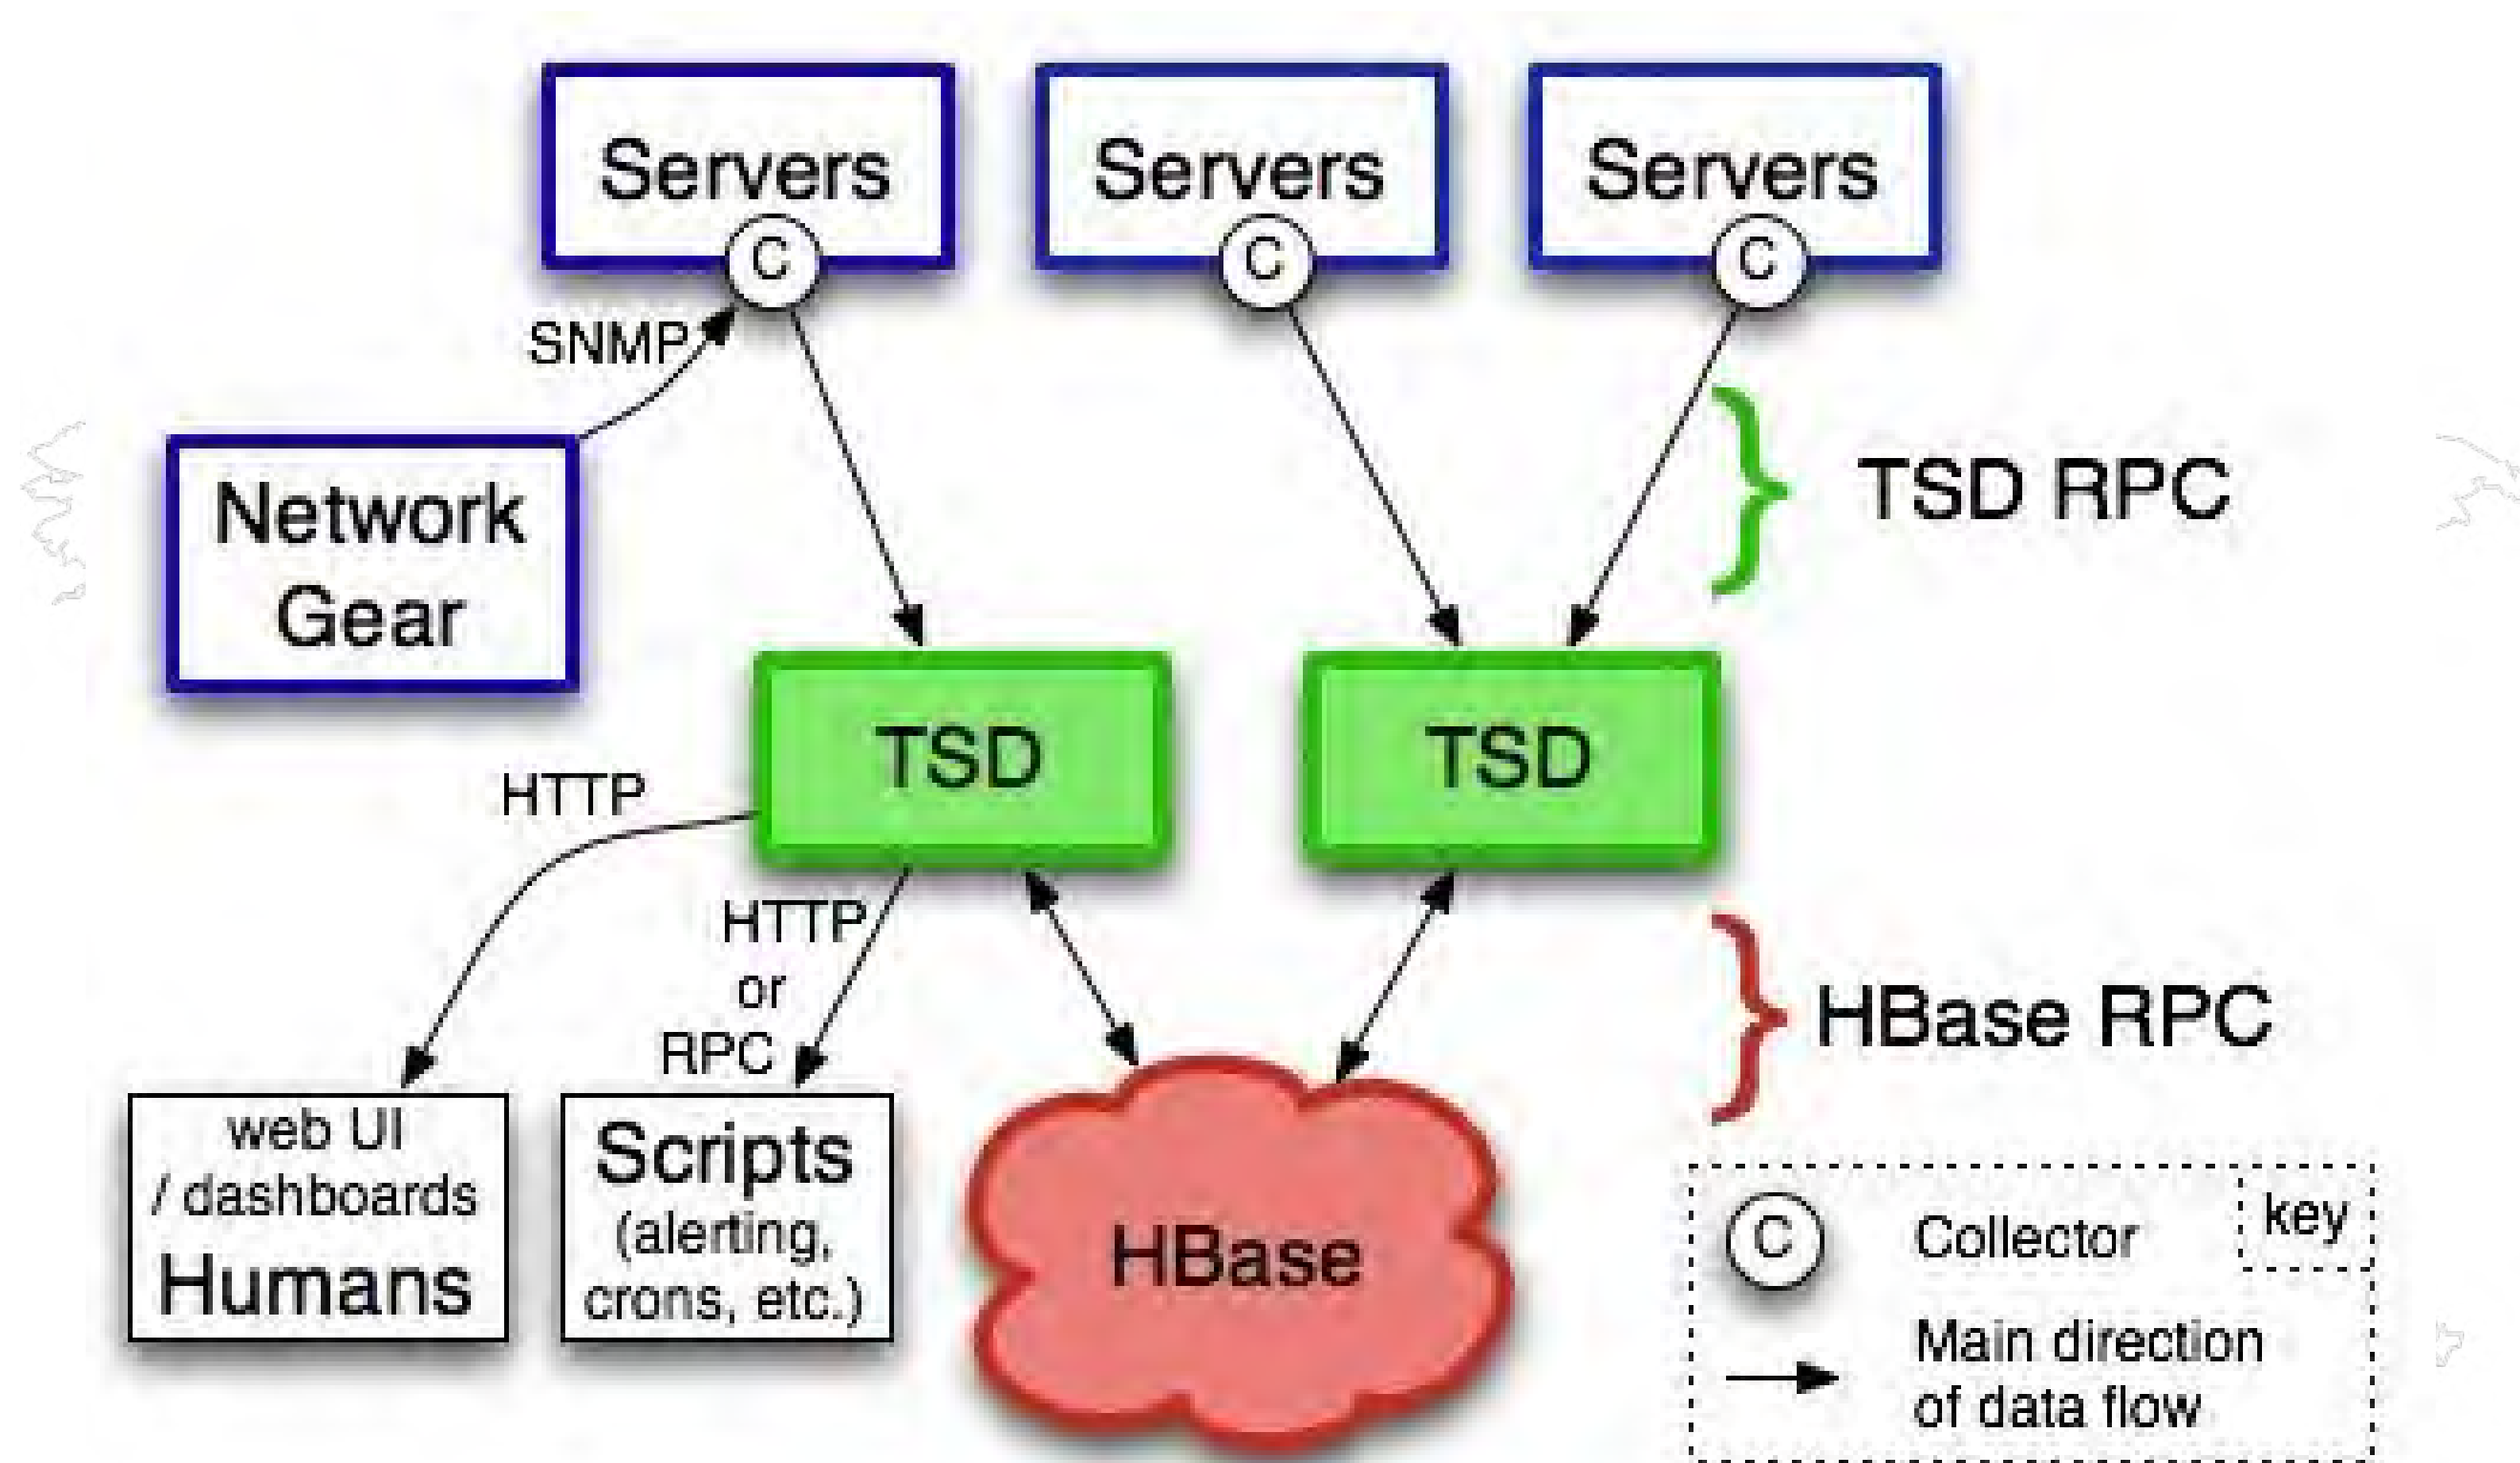 Servers
Servers
Servers
C
C
C
SNMP
Network
Gear
TSD RPC
TSD
TSD
HTTP
HTTP
or
RPC
HBase RPC
web UI
/ dashboards
Humans
Scripts
(alerting,
crons, etc.)
HBase
key
C
Collector
Main direction
of data flow